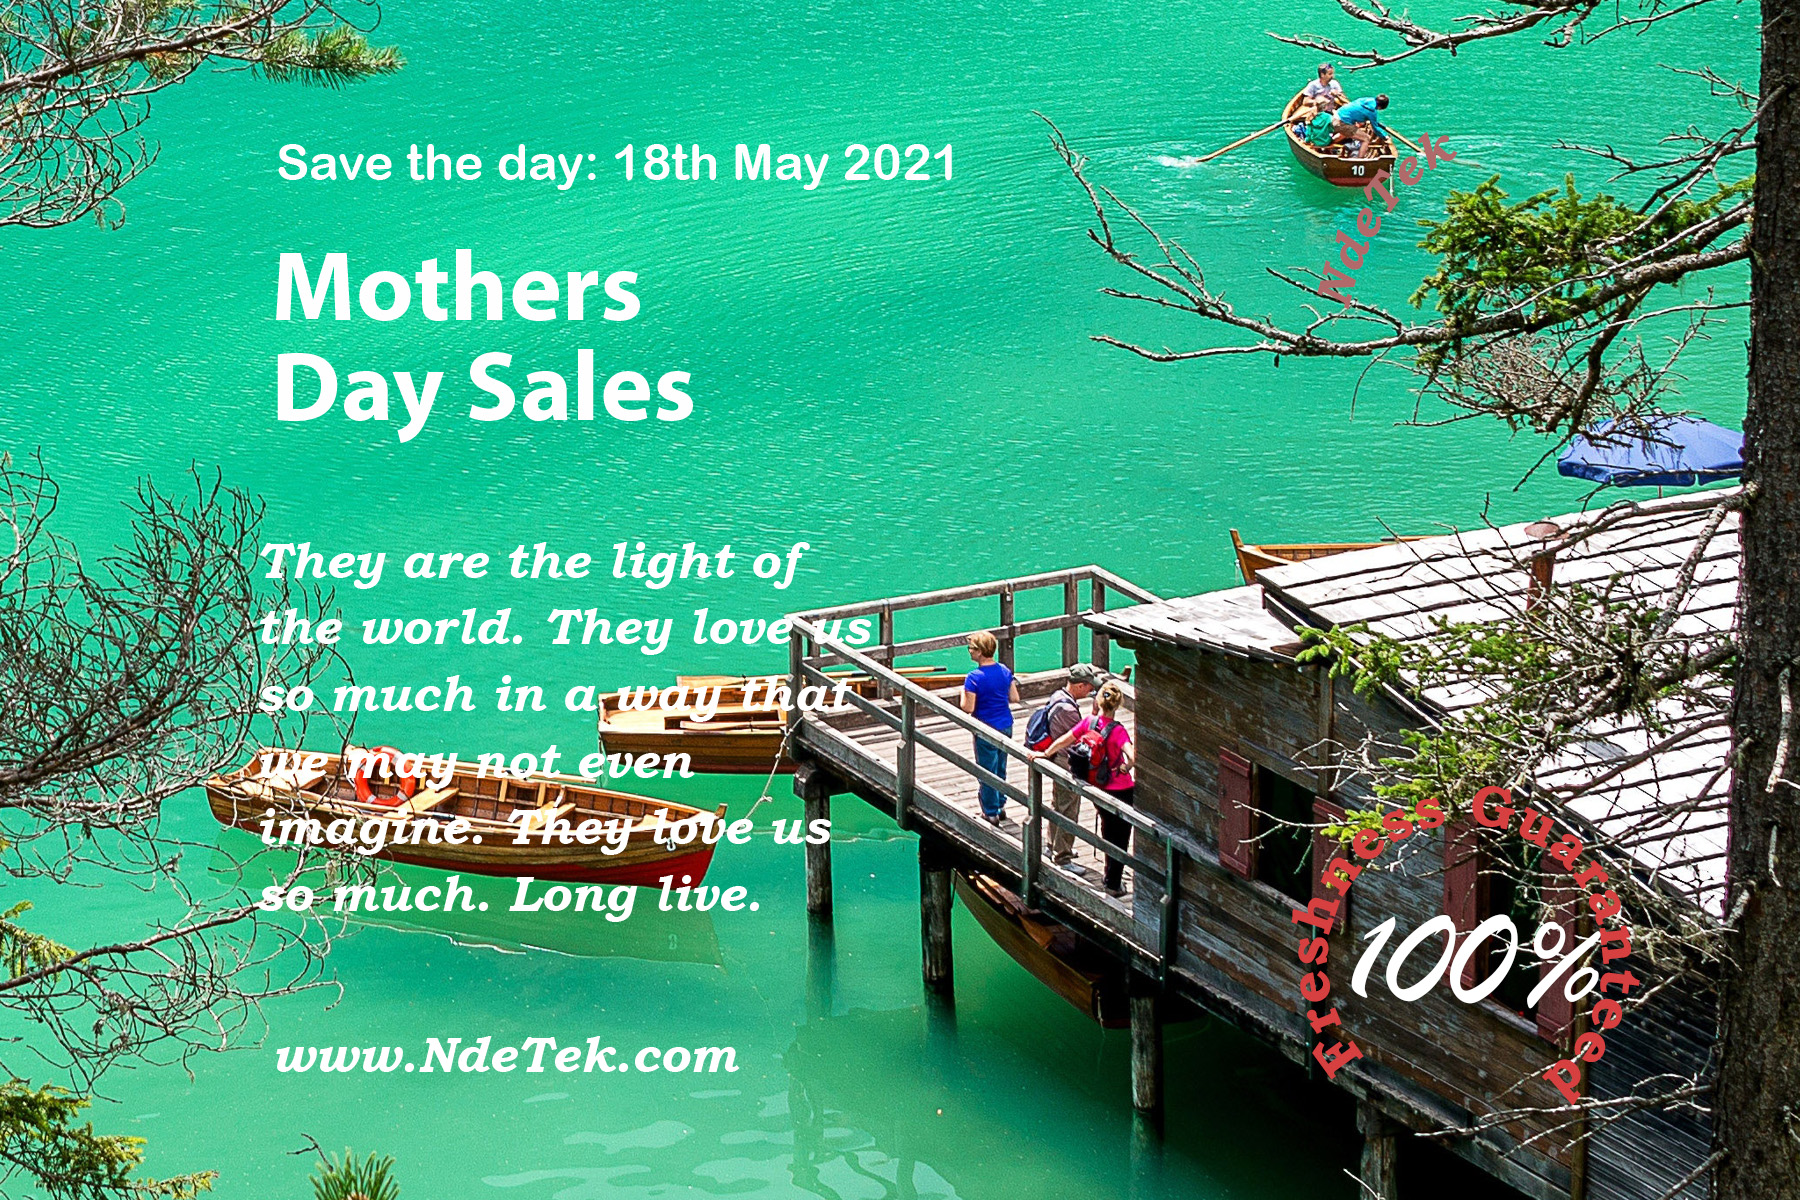 Save the day: 18th May 2021
10
NdeTek
Mothers
Day Sales
They are the light of
the world. They love us
so much in a way that
we may not even
imagine. They love us
so much. Long live.
Freshness Guaranteed
100%
www.NdeTek.com